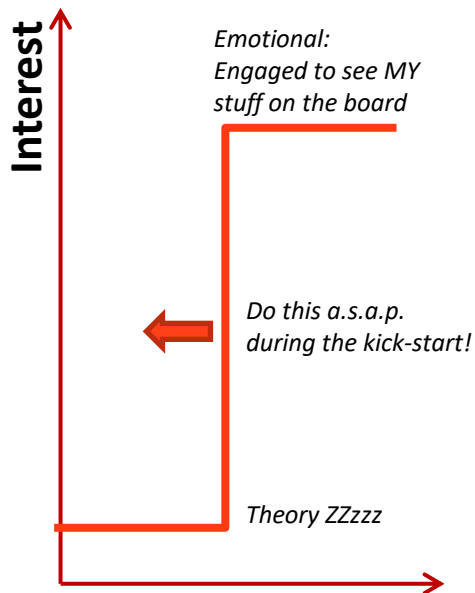 Interest
Emotional:
Engaged to see MY
stuff on the board
Do this a.s.a.p.
during the kick-start!
Theory ZZzzz